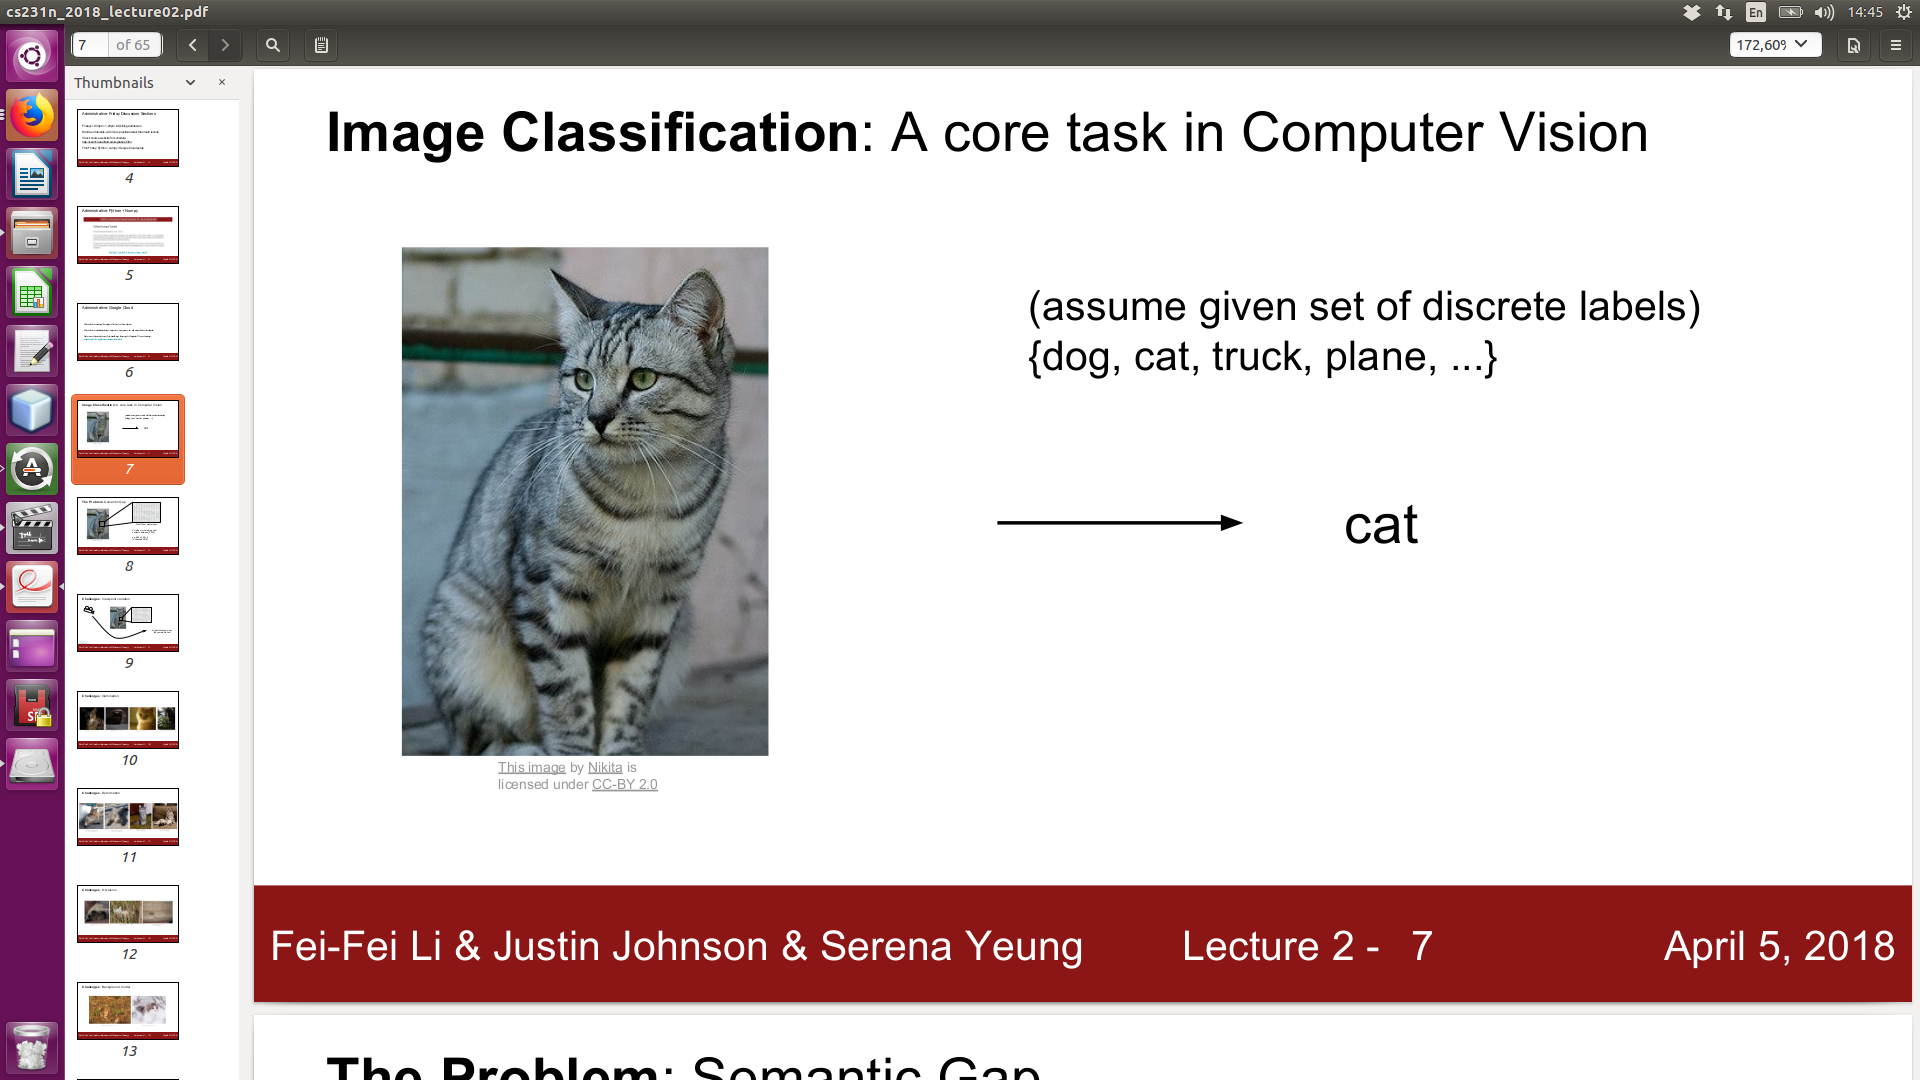 cs231n_2018_lecture02.pdf
En
14:45
7 of 65
172,60%
Thumbnails
4
5
6
7
8
9
10
11
12
13
Image Classification: A core task in Computer Vision
(assume given set of discrete labels)
{dog, cat, truck, plane, ...}
cat
This image by Nikita is
licensed under CC-BY 2.0
Fei-Fei Li & Justin Johnson & Serena Yeung
Lecture 2 - 7
April 5, 2018
The Problem: Semantic Gap